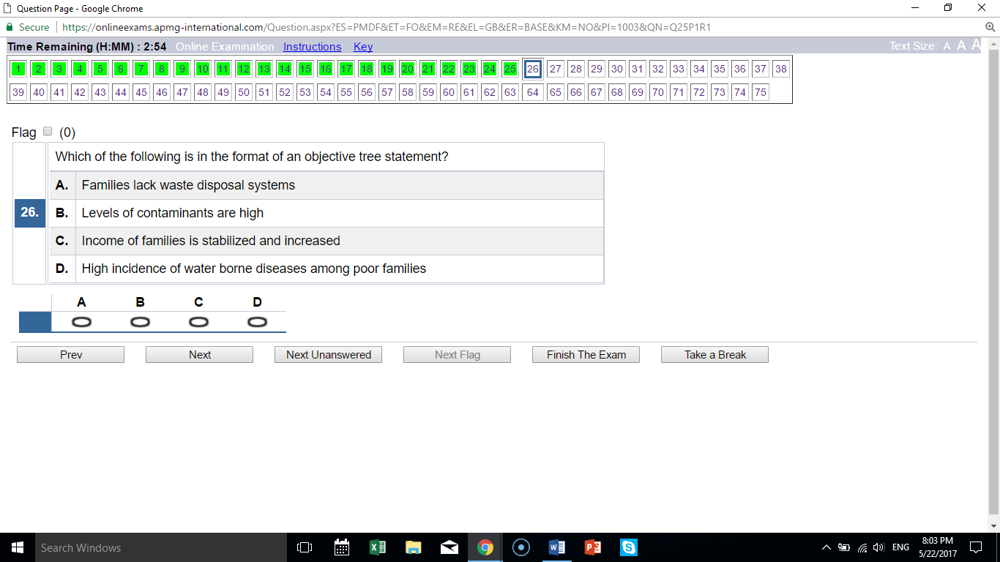 Question Page - Google Chrome
Secure https://onlineexams.apmg-international.com/Question.aspx?ES=PMDF&ET=FO&EM=RE&EL=GB&ER=BASE&KM=NO&PI=1003&QN=Q25P1R1
Time Remaining (H:MM) : 2:54 Online Examination Instructions Key Text Size: A A A
1 2 3 4 5 6 7 8 9 10 11 12 13 14 15 16 17 18 19 20 21 22 23 24 25 26 27 28 29 30 31 32 33 34 35 36 37 38
39 40 41 42 43 44 45 46 47 48 49 50 51 52 53 54 55 56 57 58 59 60 61 62 63 64 65 66 67 68 69 70 71 72 73 74 75
Flag (0)
Which of the following is in the format of an objective tree statement?
A. Families lack waste disposal systems
26. B. Levels of contaminants are high
C. Income of families is stabilized and increased
D. High incidence of water borne diseases among poor families
A B C D
Prev Next Next Unanswered Next Flag Finish The Exam Take a Break
Search Windows
ENG
8:03 PM
5/22/2017